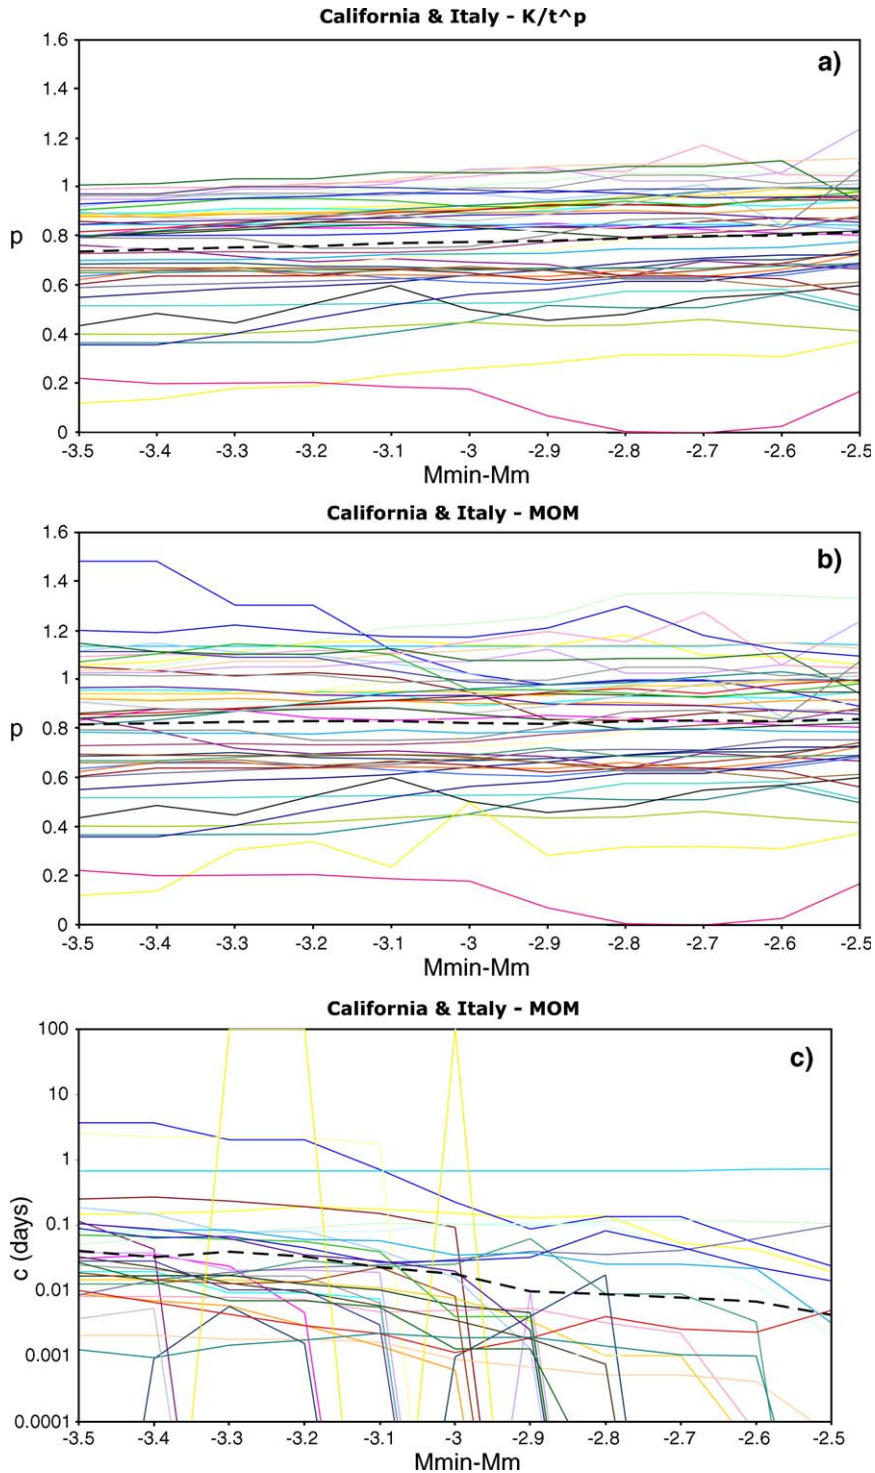 California & Italy - K/t^p
a)
1.6
1.4
1.2
1
0.8
0.6
0.4
0.2
0
p
-3.5 -3.4 -3.3 -3.2 -3.1 -3 -2.9 -2.8 -2.7 -2.6 -2.5
Mmin-Mm
California & Italy - MOM
b)
1.6
1.4
1.2
1
0.8
0.6
0.4
0.2
0
p
-3.5 -3.4 -3.3 -3.2 -3.1 -3 -2.9 -2.8 -2.7 -2.6 -2.5
Mmin-Mm
California & Italy - MOM
c)
100
10
1
0.1
0.01
0.001
0.0001
c (days)
-3.5 -3.4 -3.3 -3.2 -3.1 -3 -2.9 -2.8 -2.7 -2.6 -2.5
Mmin-Mm